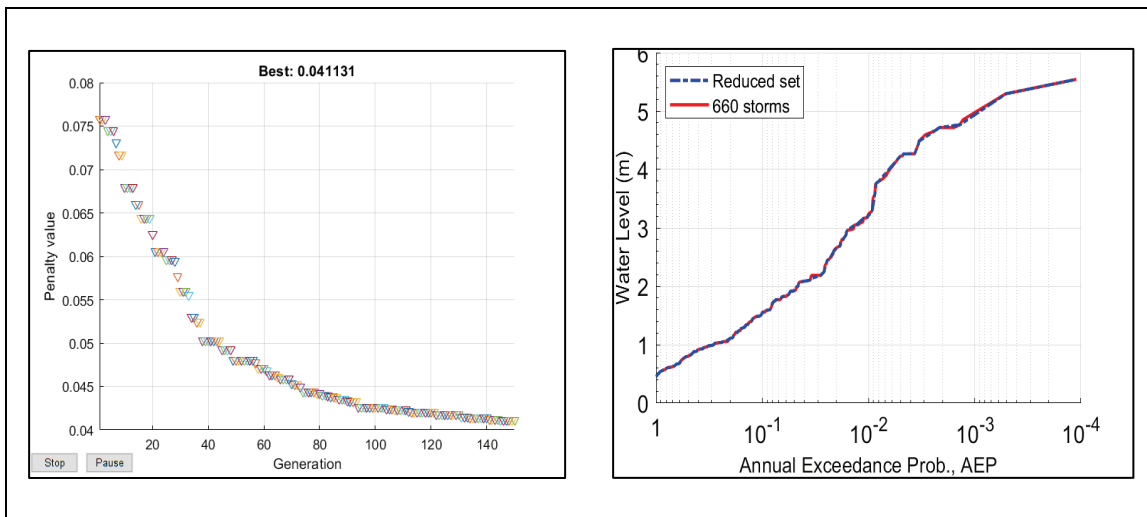 Best: 0.041131
Penalty value
0.08
0.075
0.07
0.065
0.06
0.055
0.05
0.045
0.04
20 40 60 80 100 120 140
Generation
Stop Pause
Reduced set
660 storms
Water Level (m)
6
5
4
3
2
1
0
1 10⁻¹ 10⁻² 10⁻³ 10⁻⁴
Annual Exceedance Prob., AEP